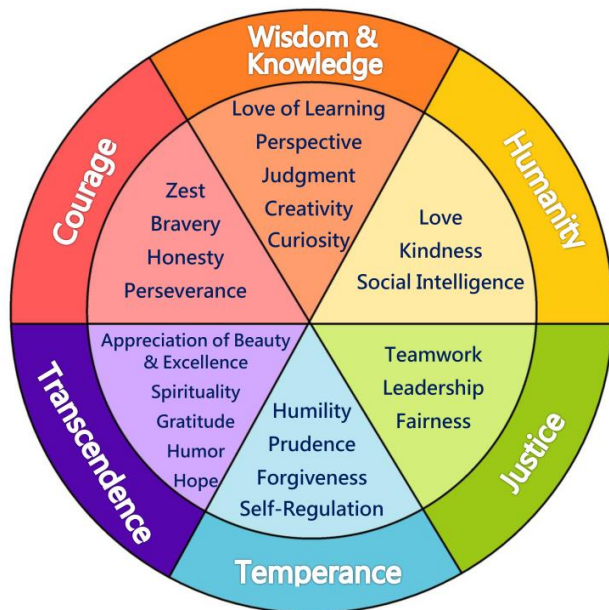 Wisdom &
Knowledge
Love of Learning
Perspective
Judgment
Creativity
Curiosity
Humanity
Love
Kindness
Social Intelligence
Justice
Teamwork
Leadership
Fairness
Temperance
Humility
Prudence
Forgiveness
Self-Regulation
Transcendence
Appreciation of Beauty
& Excellence
Spirituality
Gratitude
Humor
Hope
Courage
Zest
Bravery
Honesty
Perseverance